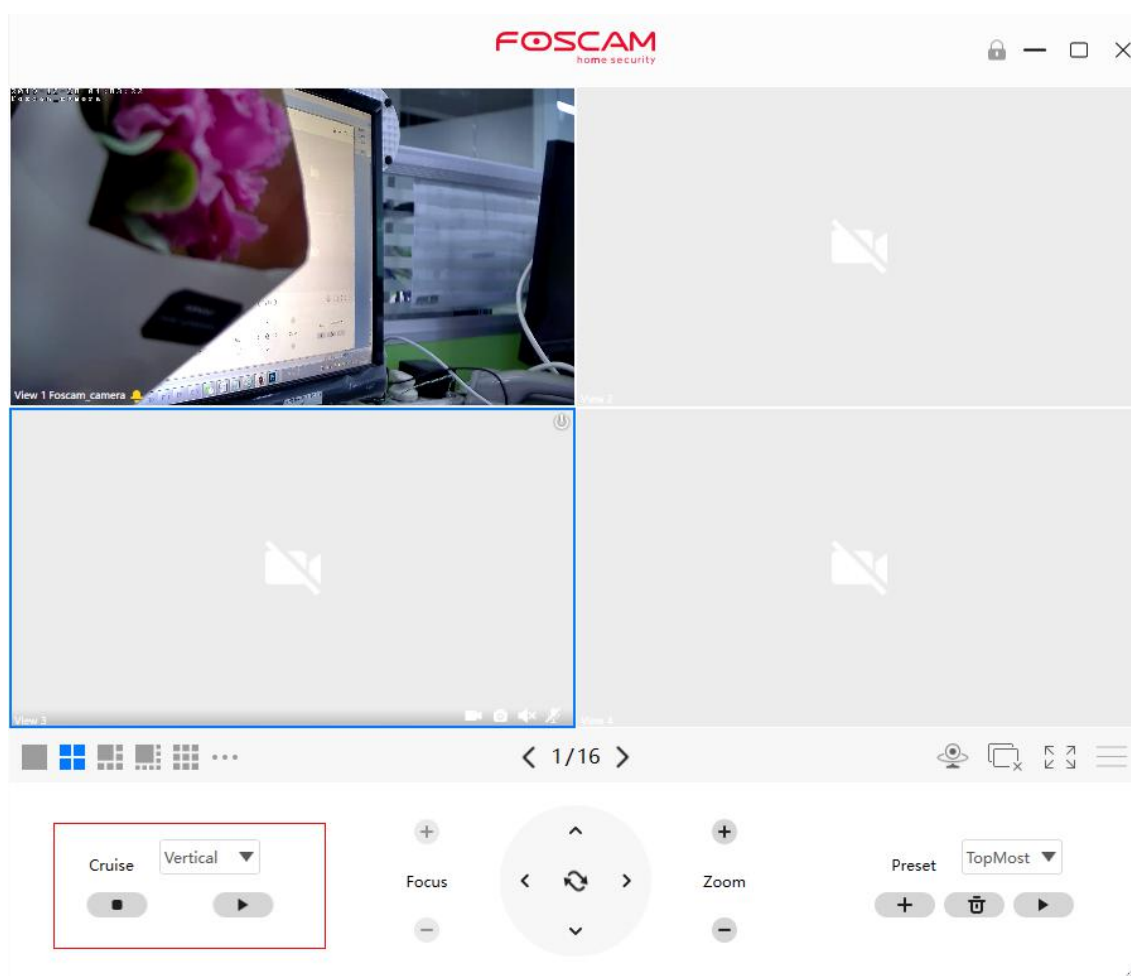 FOSCAM
home security
View 1 Foscam_camera
View 2
View 3
View 4
1/16
Cruise
Vertical
Focus
Zoom
Preset
TopMost